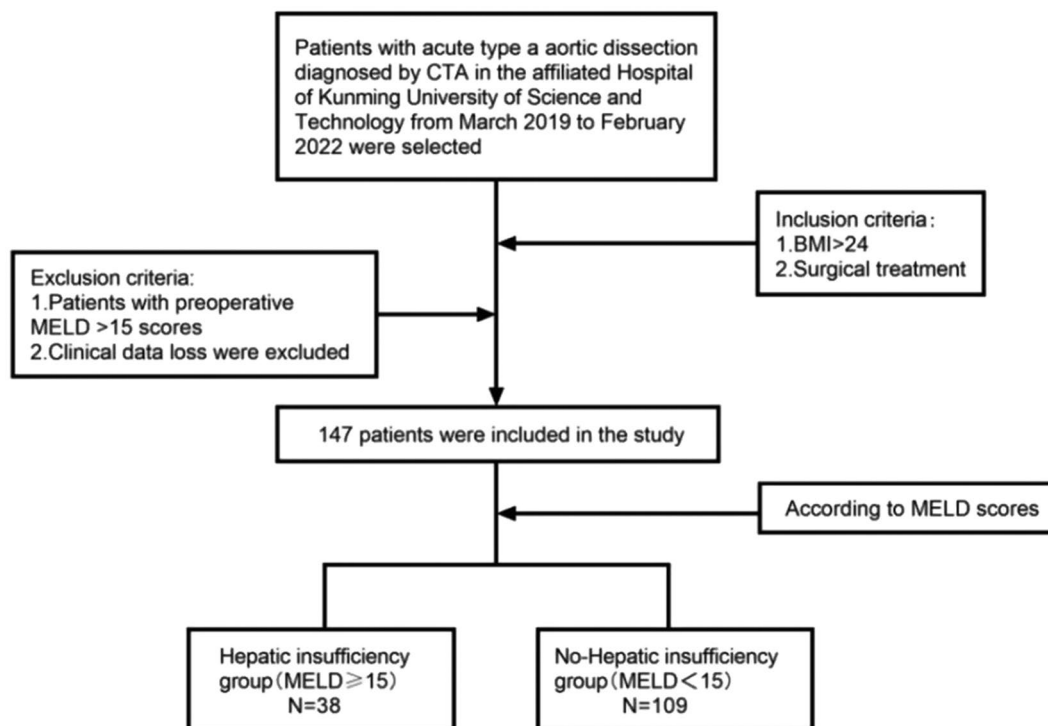 Patients with acute type a aortic dissection
diagnosed by CTA in the affiliated Hospital
of Kunming University of Science and
Technology from March 2019 to February
2022 were selected
Inclusion criteria:
1.BMI>24
2.Surgical treatment
Exclusion criteria:
1.Patients with preoperative
MELD >15 scores
2.Clinical data loss were excluded
147 patients were included in the study
According to MELD scores
Hepatic insufficiency
group(MELD≥15)
N=38
No-Hepatic insufficiency
group(MELD<15)
N=109